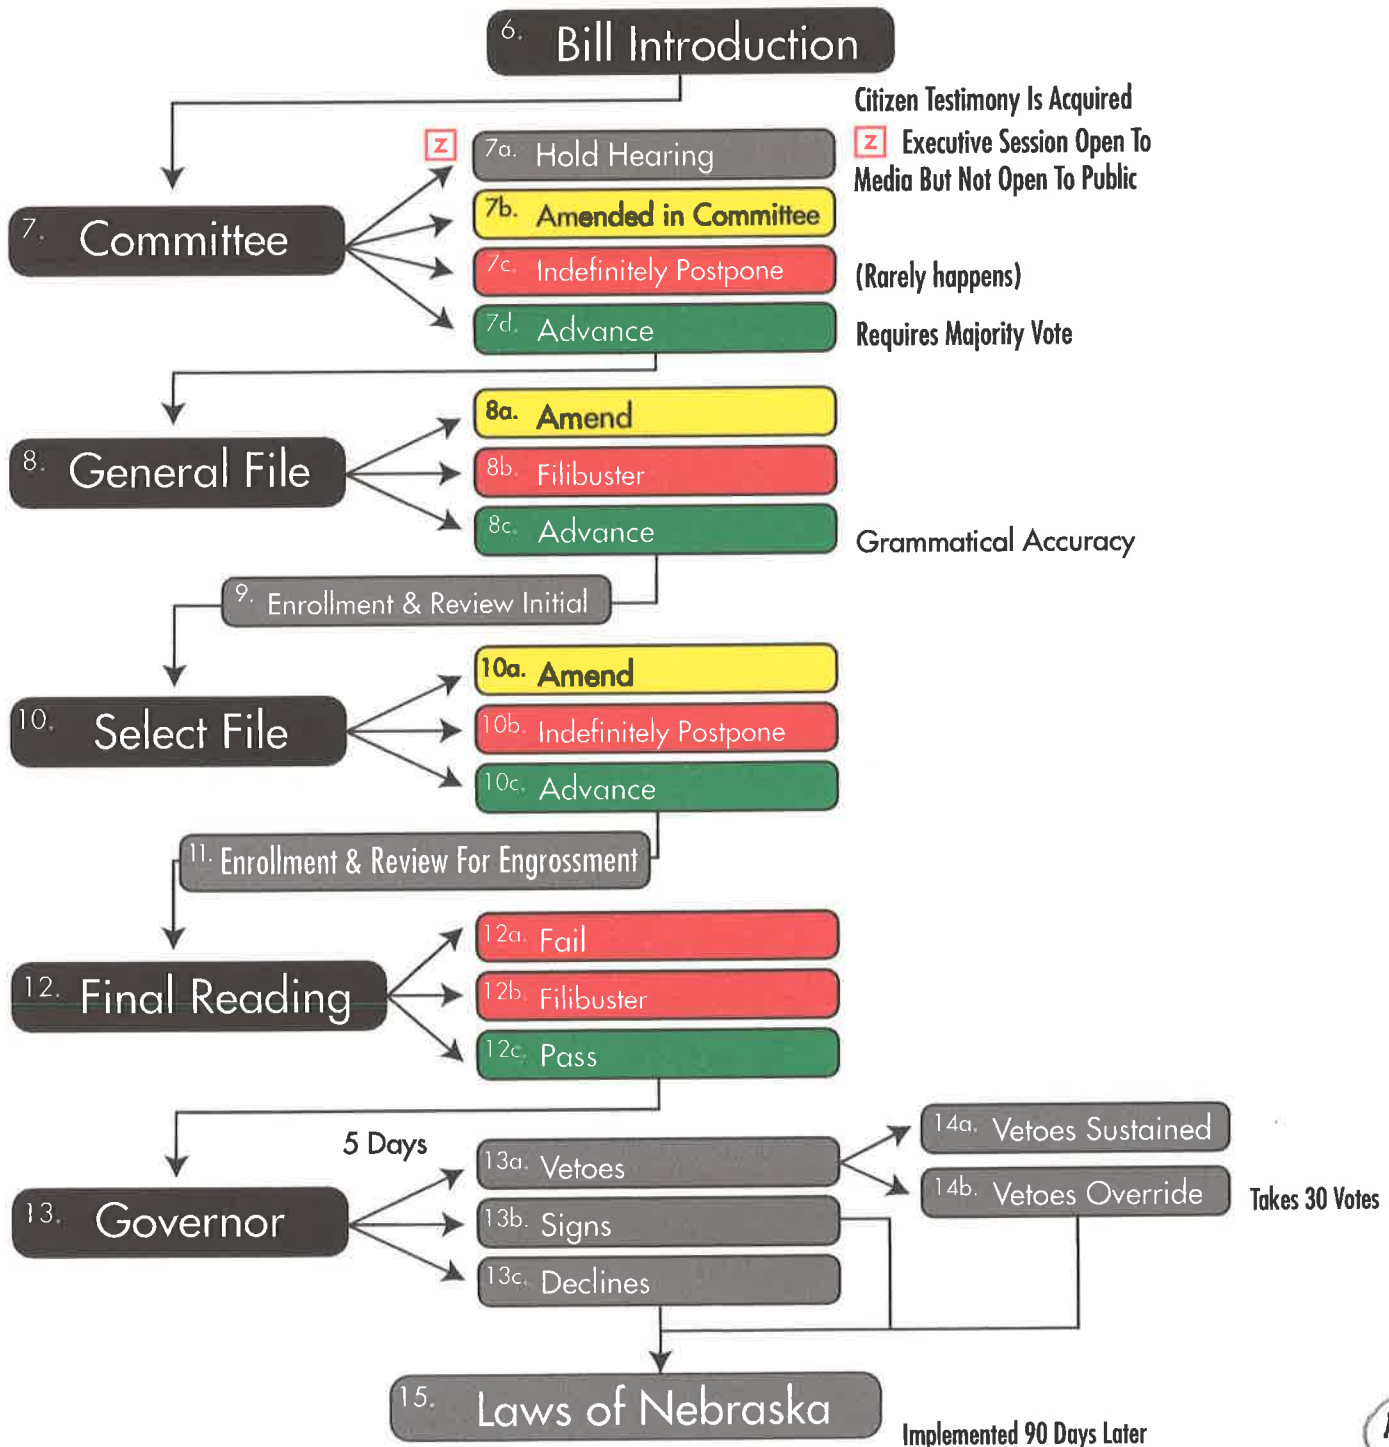 6. Bill Introduction
Citizen Testimony Is Acquired
Z
7a. Hold Hearing
Z Executive Session Open To
Media But Not Open To Public
7. Committee
7b. Amended in Committee
7c. Indefinitely Postpone
(Rarely happens)
7d. Advance
Requires Majority Vote
8. General File
8a. Amend
8b. Filibuster
8c. Advance
Grammatical Accuracy
9. Enrollment & Review Initial
10. Select File
10a. Amend
10b. Indefinitely Postpone
10c. Advance
11. Enrollment & Review For Engrossment
12. Final Reading
12a. Fail
12b. Filibuster
12c. Pass
5 Days
13. Governor
13a. Vetoes
13b. Signs
13c. Declines
14a. Vetoes Sustained
14b. Vetoes Override
Takes 30 Votes
15. Laws of Nebraska
Implemented 90 Days Later